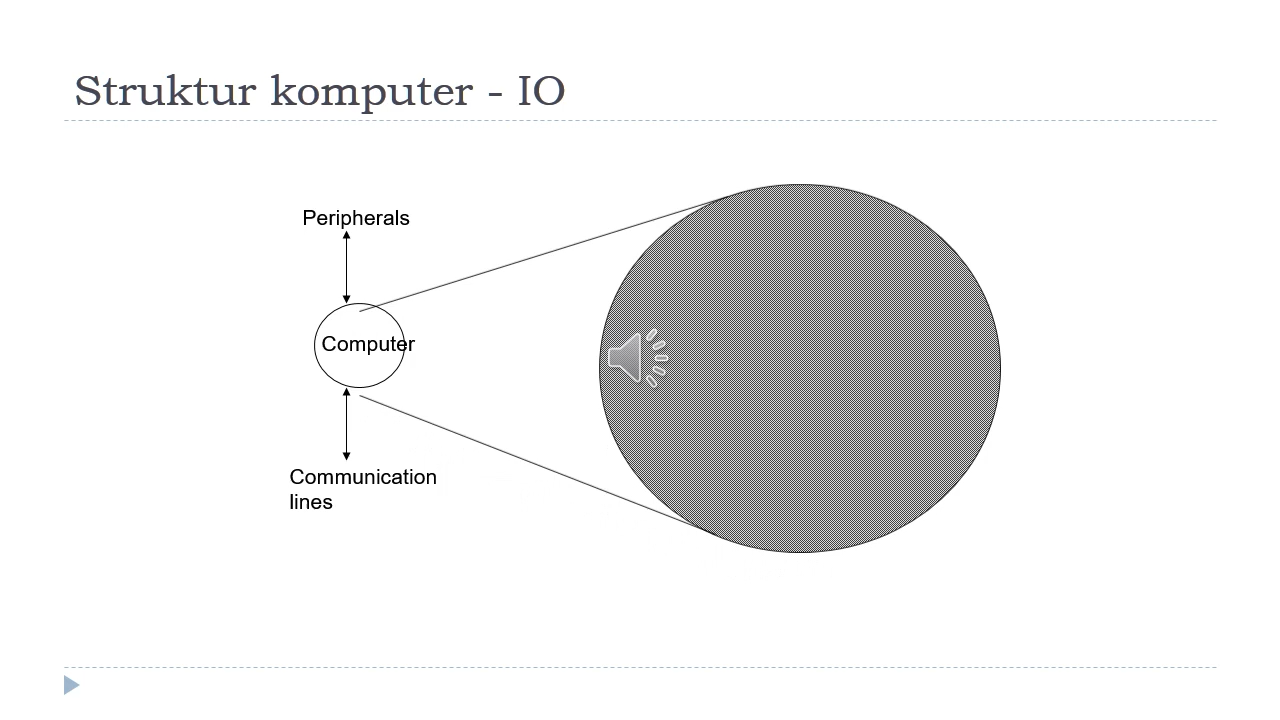 Struktur komputer - IO
Peripherals
Computer
Communication
lines